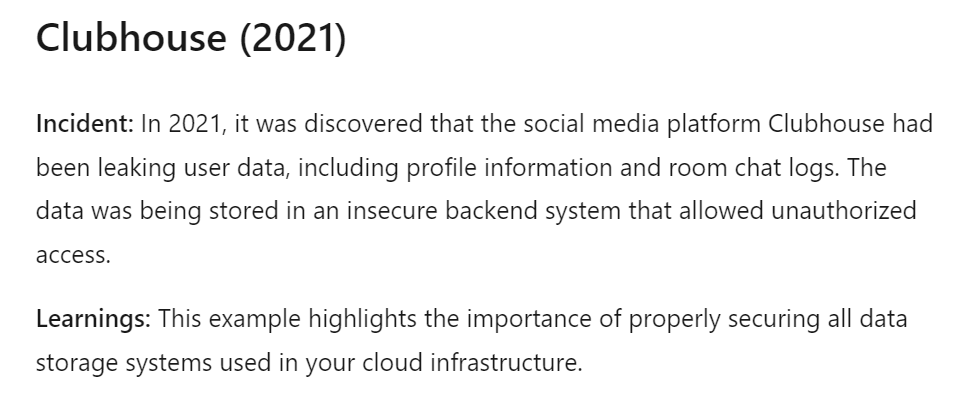 Clubhouse (2021)
Incident: In 2021, it was discovered that the social media platform Clubhouse had
been leaking user data, including profile information and room chat logs. The
data was being stored in an insecure backend system that allowed unauthorized
access.
Learnings: This example highlights the importance of properly securing all data
storage systems used in your cloud infrastructure.